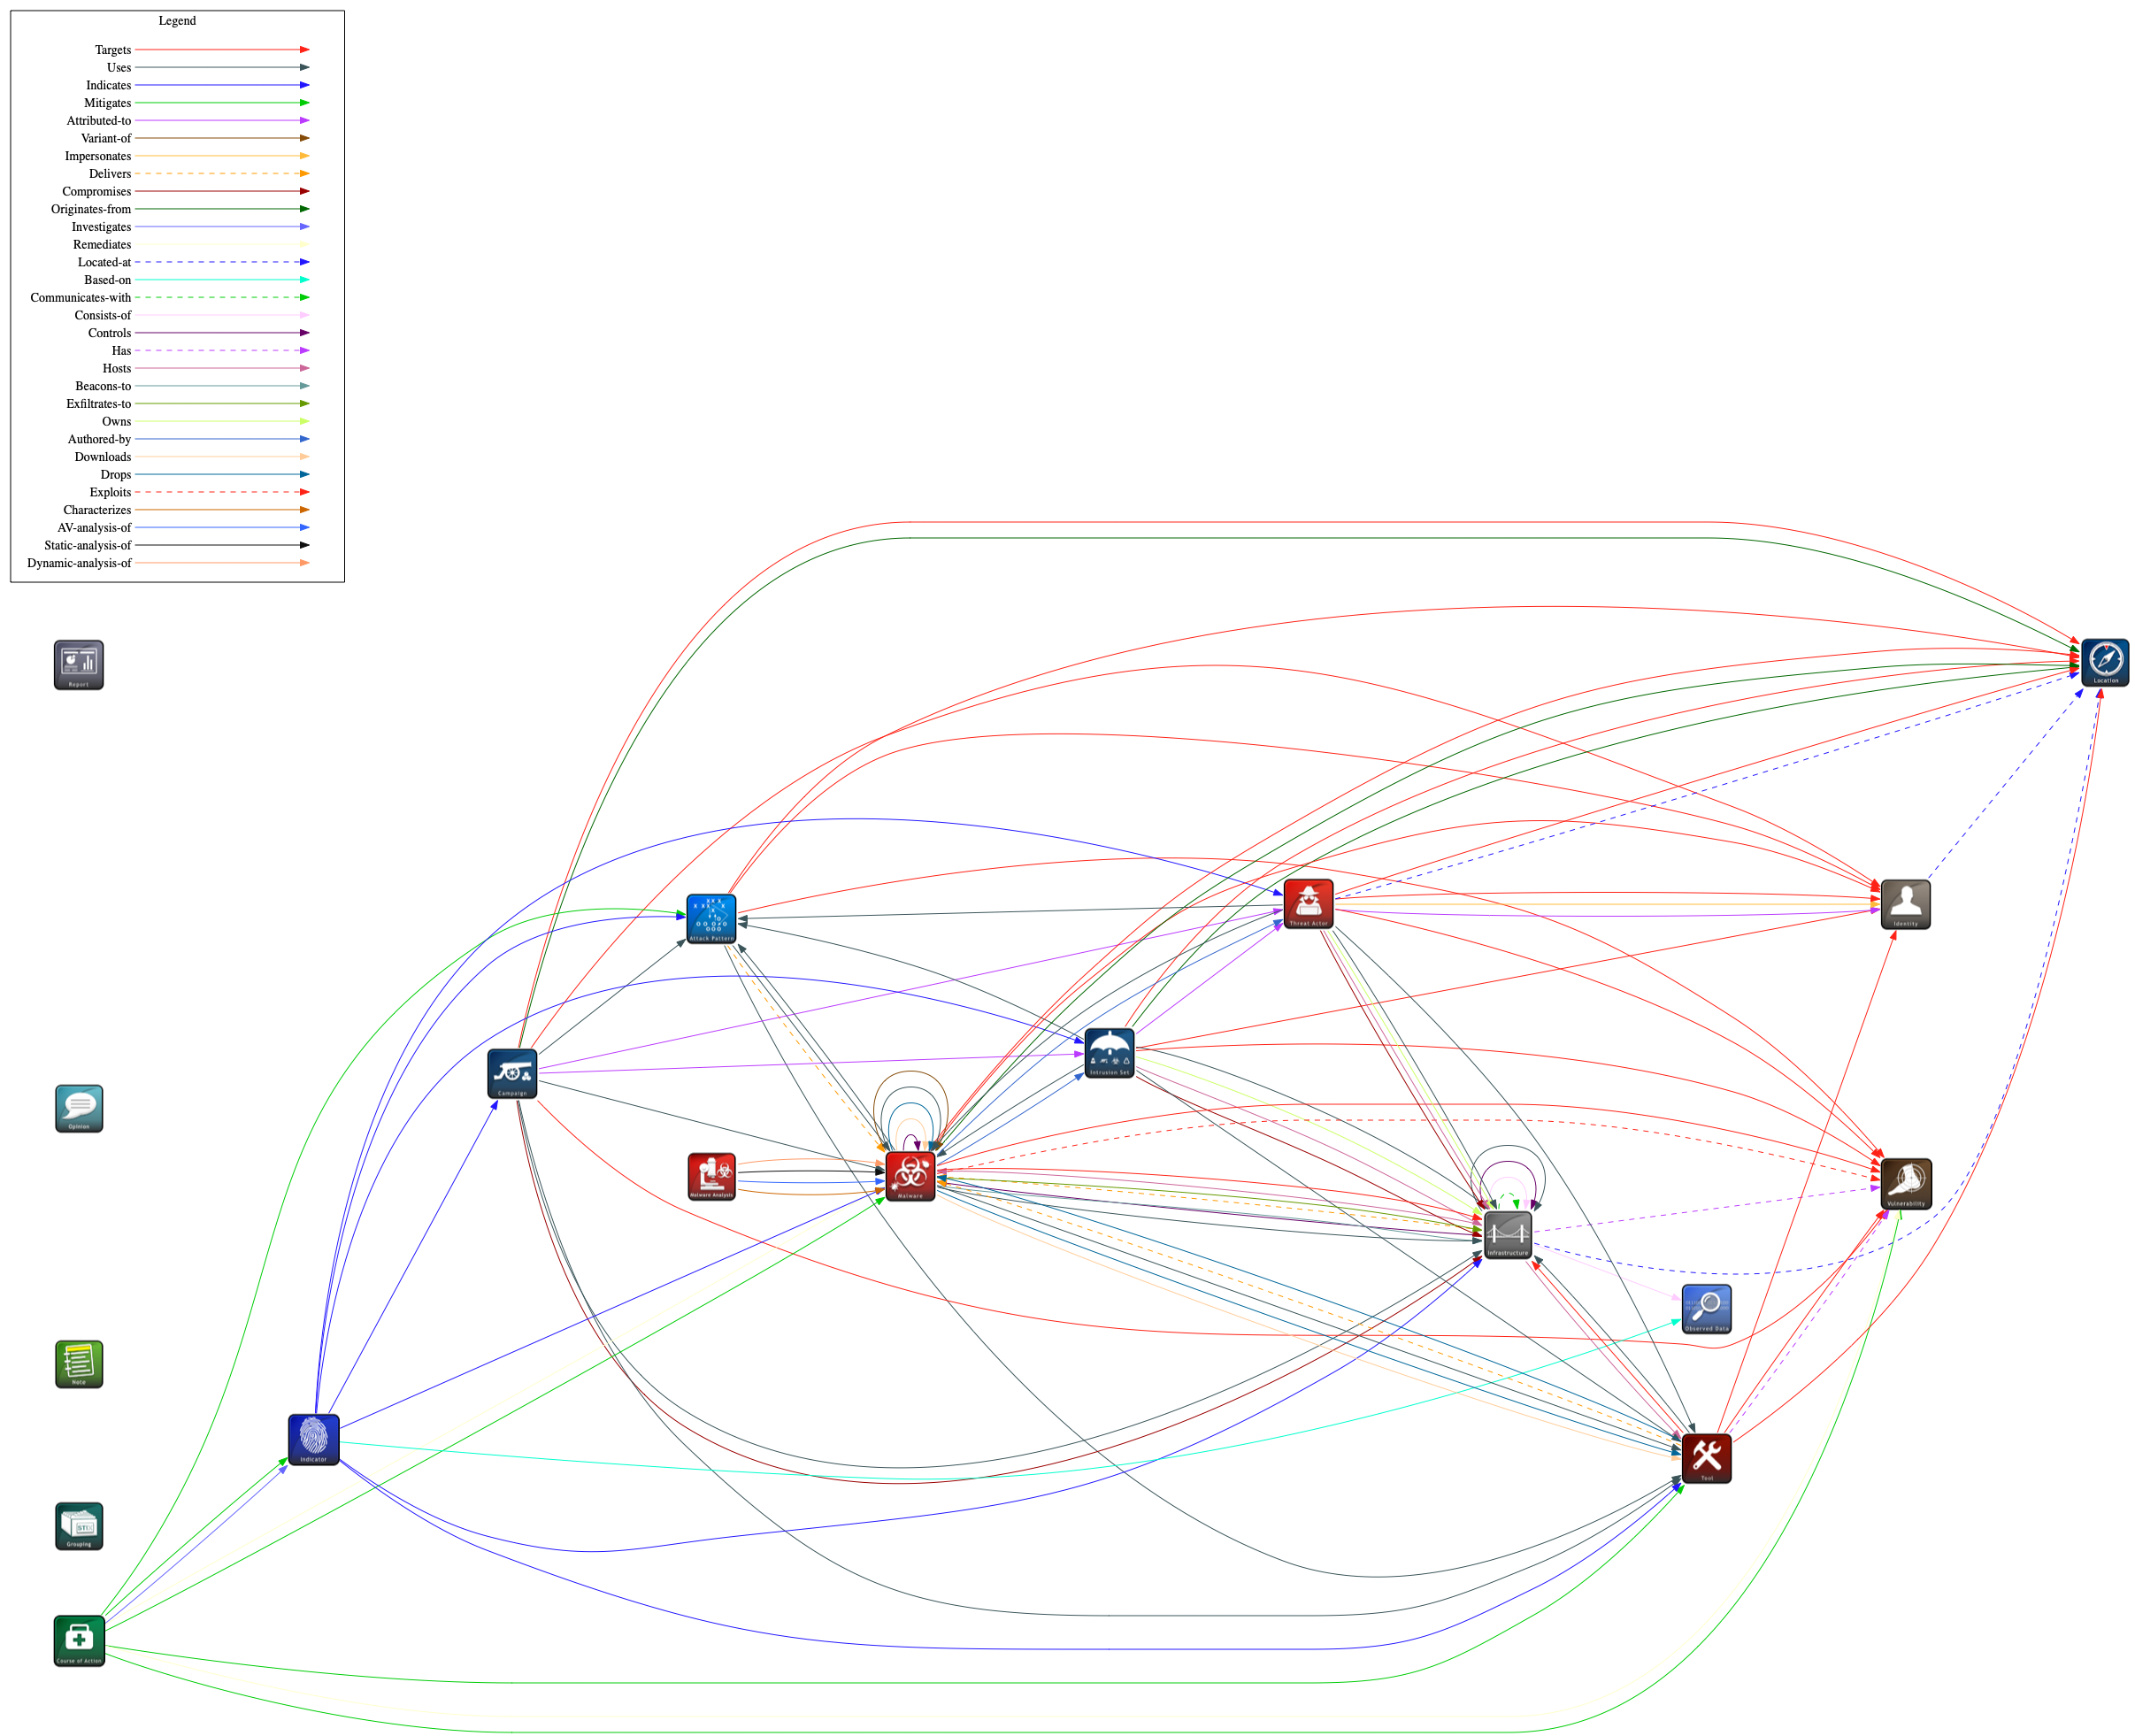 Legend
Targets
Uses
Indicates
Mitigates
Attributed-to
Variant-of
Impersonates
Delivers
Compromises
Originates-from
Investigates
Remediates
Located-at
Based-on
Communicates-with
Consists-of
Controls
Has
Hosts
Beacons-to
Exfiltrates-to
Owns
Authored-by
Downloads
Drops
Exploits
Characterizes
AV-analysis-of
Static-analysis-of
Dynamic-analysis-of
Report
Location
Threat Actor
Identity
Attack Pattern
Intrusion Set
Campaign
Opinion
Malware Analysis
Malware
Vulnerability
Infrastructure
Observed Data
Note
Indicator
Tool
STIX
Grouping
Course of Action